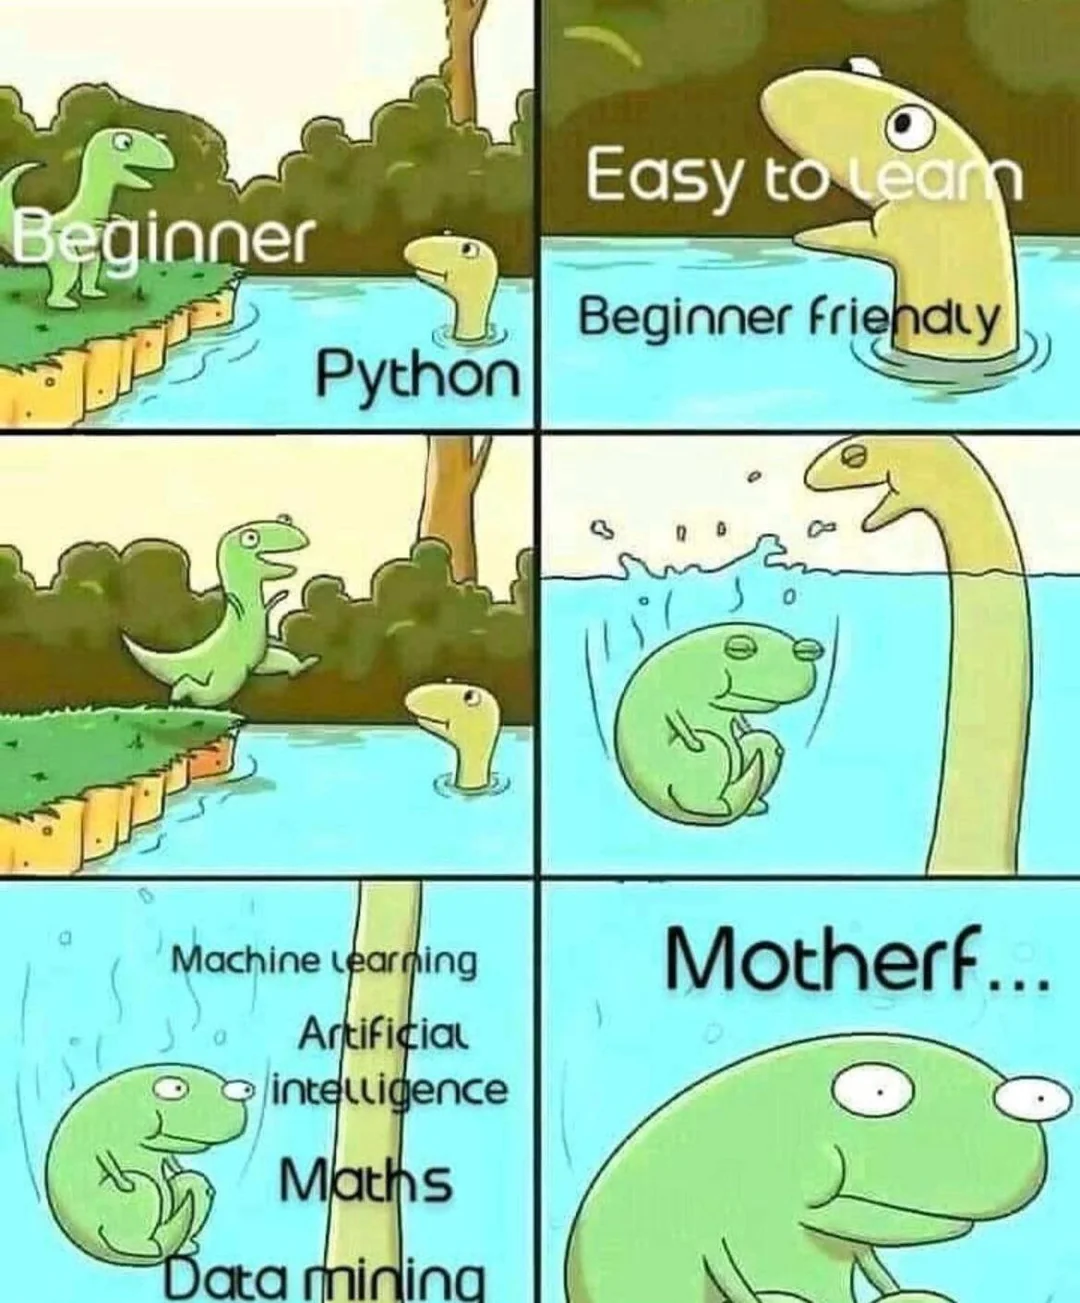 Beginner
Python
Easy to Learn
Beginner friendly
Machine Learning
Artificial
intelligence
Maths
Data mining
Motherf...